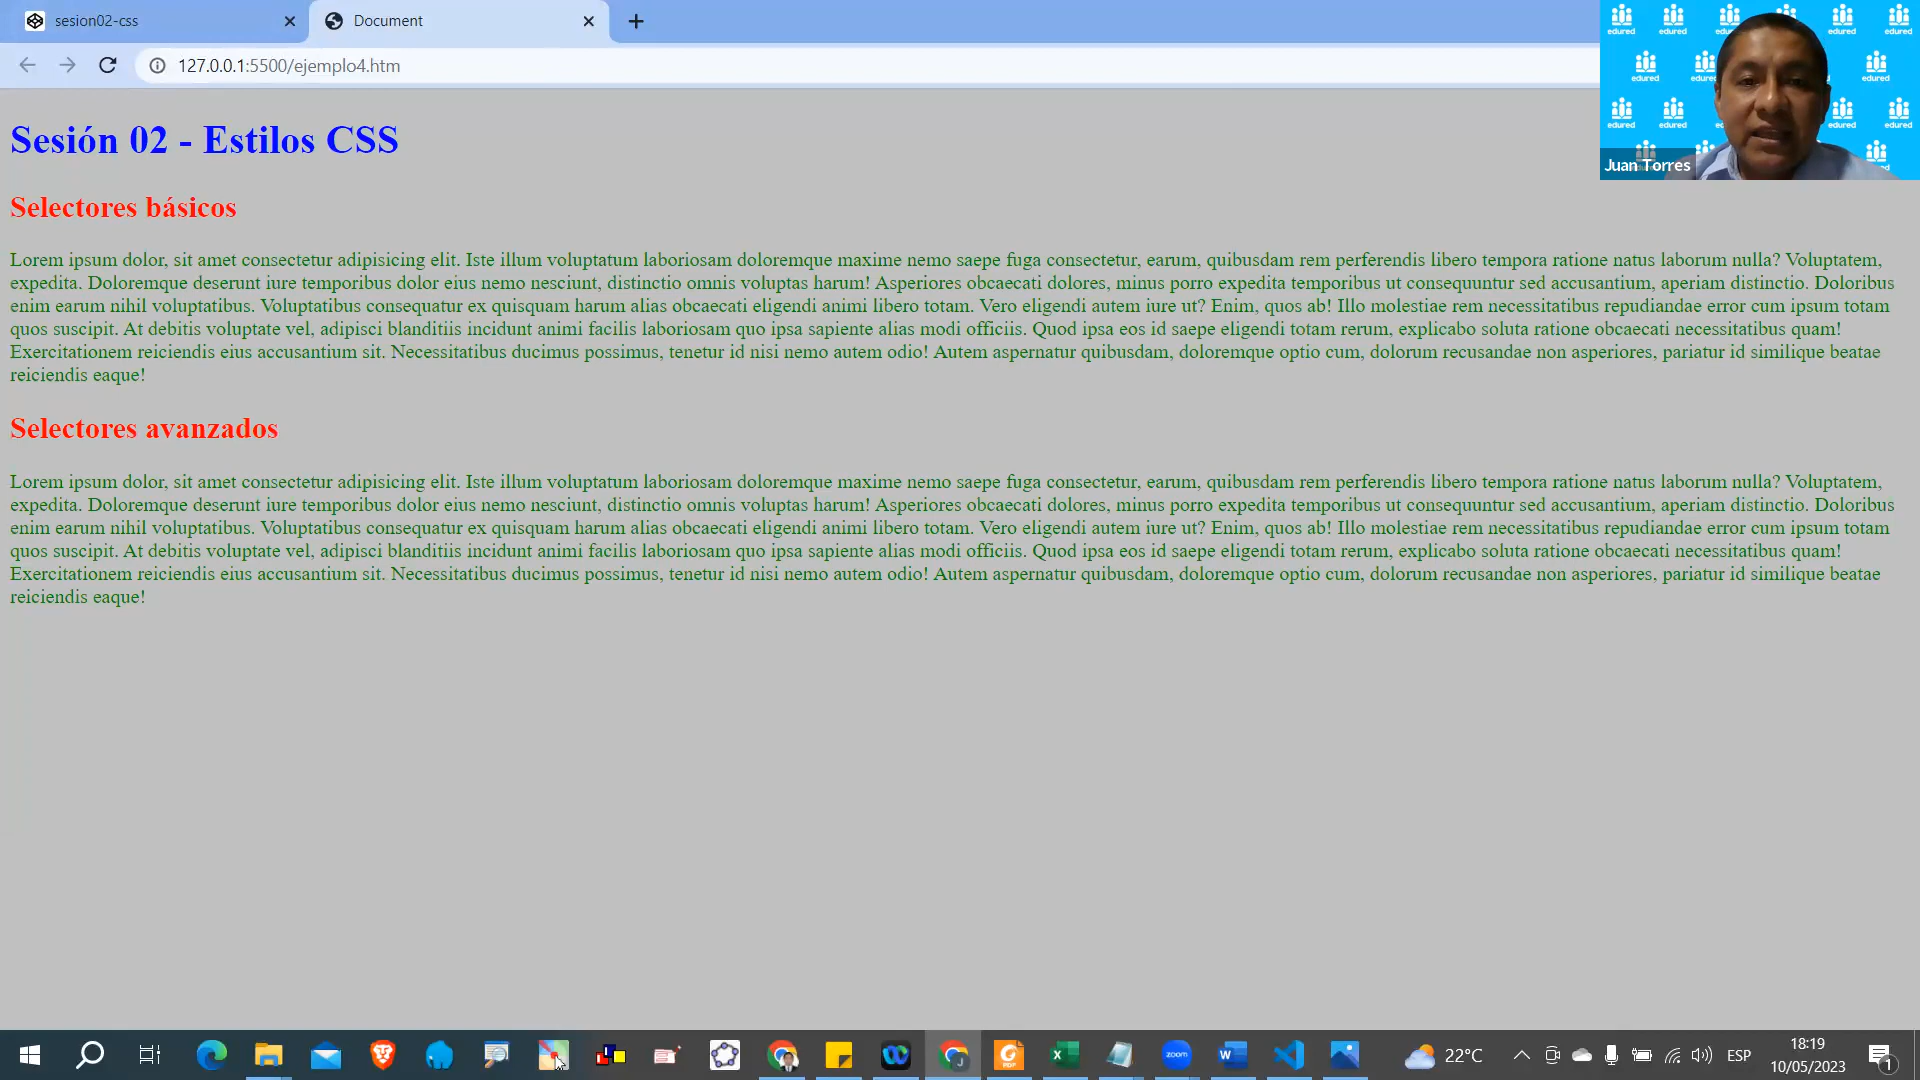 sesion02-css
Document
127.0.0.1:5500/ejemplo4.htm
edured edured edured edured edured
edured edured edured
edured edured edured edured
Juan Torres
Sesión 02 - Estilos CSS
Selectores básicos
Lorem ipsum dolor, sit amet consectetur adipisicing elit. Iste illum voluptatum laboriosam doloremque maxime nemo saepe fuga consectetur, earum, quibusdam rem perferendis libero tempora ratione natus laborum nulla? Voluptatem,
expedita. Doloremque deserunt iure temporibus dolor eius nemo nesciunt, distinctio omnis voluptas harum! Asperiores obcaecati dolores, minus porro expedita temporibus ut consequuntur sed accusantium, aperiam distinctio. Doloribus
enim earum nihil voluptatibus. Voluptatibus consequatur ex quisquam harum alias obcaecati eligendi animi libero totam. Vero eligendi autem iure ut? Enim, quos ab! Illo molestiae rem necessitatibus repudiandae error cum ipsum totam
quos suscipit. At debitis voluptate vel, adipisci blanditiis incidunt animi facilis laboriosam quo ipsa sapiente alias modi officiis. Quod ipsa eos id saepe eligendi totam rerum, explicabo soluta ratione obcaecati necessitatibus quam!
Exercitationem reiciendis eius accusantium sit. Necessitatibus ducimus possimus, tenetur id nisi nemo autem odio! Autem aspernatur quibusdam, doloremque optio cum, dolorum recusandae non asperiores, pariatur id similique beatae
reiciendis eaque!
Selectores avanzados
Lorem ipsum dolor, sit amet consectetur adipisicing elit. Iste illum voluptatum laboriosam doloremque maxime nemo saepe fuga consectetur, earum, quibusdam rem perferendis libero tempora ratione natus laborum nulla? Voluptatem,
expedita. Doloremque deserunt iure temporibus dolor eius nemo nesciunt, distinctio omnis voluptas harum! Asperiores obcaecati dolores, minus porro expedita temporibus ut consequuntur sed accusantium, aperiam distinctio. Doloribus
enim earum nihil voluptatibus. Voluptatibus consequatur ex quisquam harum alias obcaecati eligendi animi libero totam. Vero eligendi autem iure ut? Enim, quos ab! Illo molestiae rem necessitatibus repudiandae error cum ipsum totam
quos suscipit. At debitis voluptate vel, adipisci blanditiis incidunt animi facilis laboriosam quo ipsa sapiente alias modi officiis. Quod ipsa eos id saepe eligendi totam rerum, explicabo soluta ratione obcaecati necessitatibus quam!
Exercitationem reiciendis eius accusantium sit. Necessitatibus ducimus possimus, tenetur id nisi nemo autem odio! Autem aspernatur quibusdam, doloremque optio cum, dolorum recusandae non asperiores, pariatur id similique beatae
reiciendis eaque!
zoom
22°C
ESP
18:19
10/05/2023
1